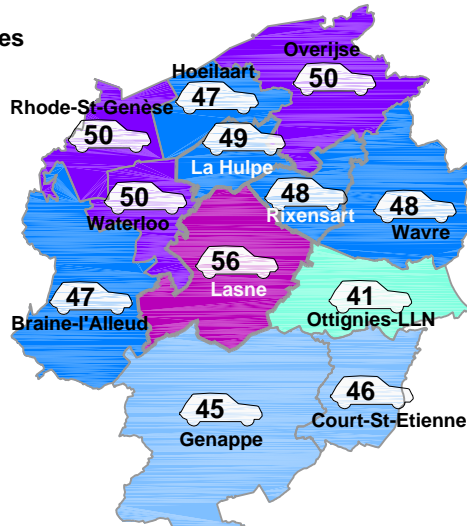 es
Overijse
50
Hoeilaart
47
Rhode-St-Genèse
50
49
La Hulpe
50
Waterloo
48
Rixensart
48
Wavre
56
Lasne
47
Braine-l'Alleud
41
Ottignies-LLN
46
Court-St-Etienne
45
Genappe